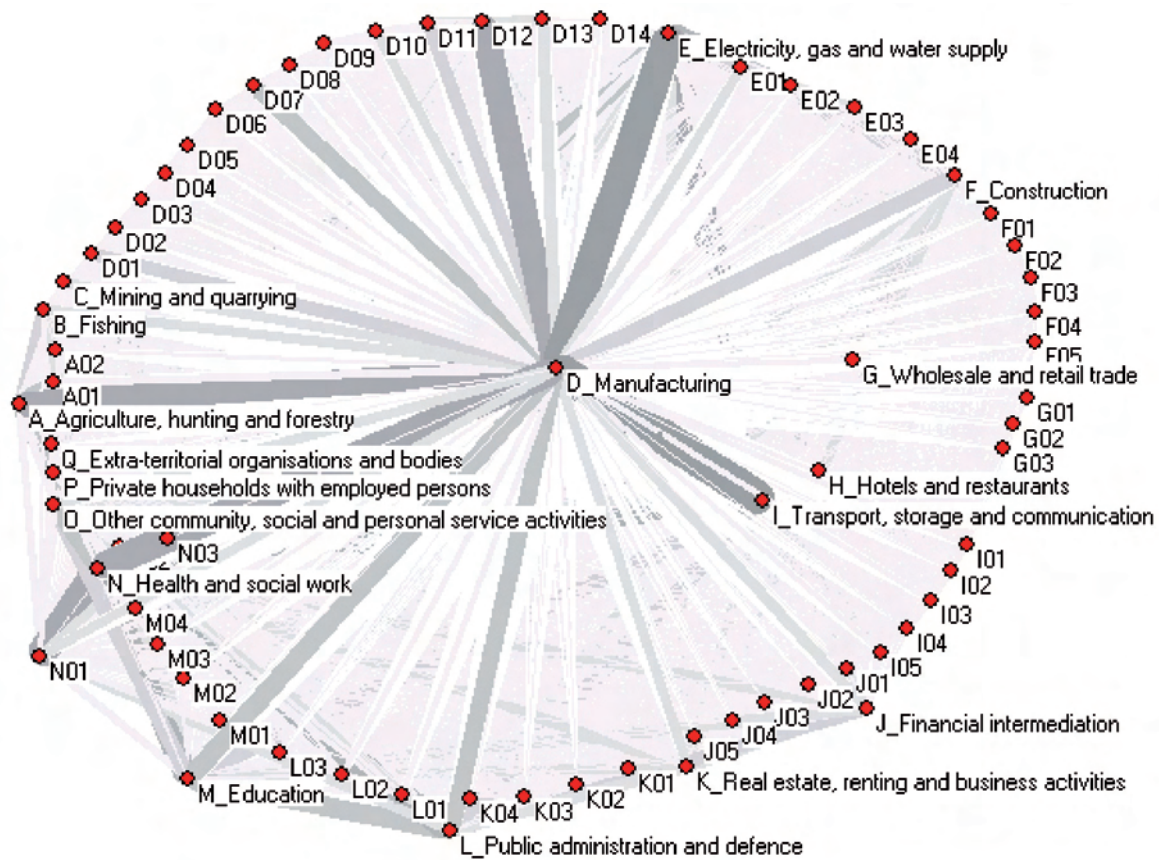 D14
D13
D12
D11
D10
D09
D08
D07
D06
D05
D04
D03
D02
D01
C_Mining and quarrying
B_Fishing
A02
A01
A_Agriculture, hunting and forestry
Q_Extra-territorial organisations and bodies
P_Private households with employed persons
O_Other community, social and personal service activities
N03
N_Health and social work
N01
M04
M03
M02
M01
M_Education
L03
L02
L01
L_Public administration and defence
K04
K03
K02
K01
K_Real estate, renting and business activities
J05
J04
J03
J02
J01
J_Financial intermediation
I05
I04
I03
I02
I01
I_Transport, storage and communication
H_Hotels and restaurants
G03
G02
G01
G_Wholesale and retail trade
F05
F04
F03
F02
F01
F_Construction
E04
E03
E02
E01
E_Electricity, gas and water supply
D_Manufacturing